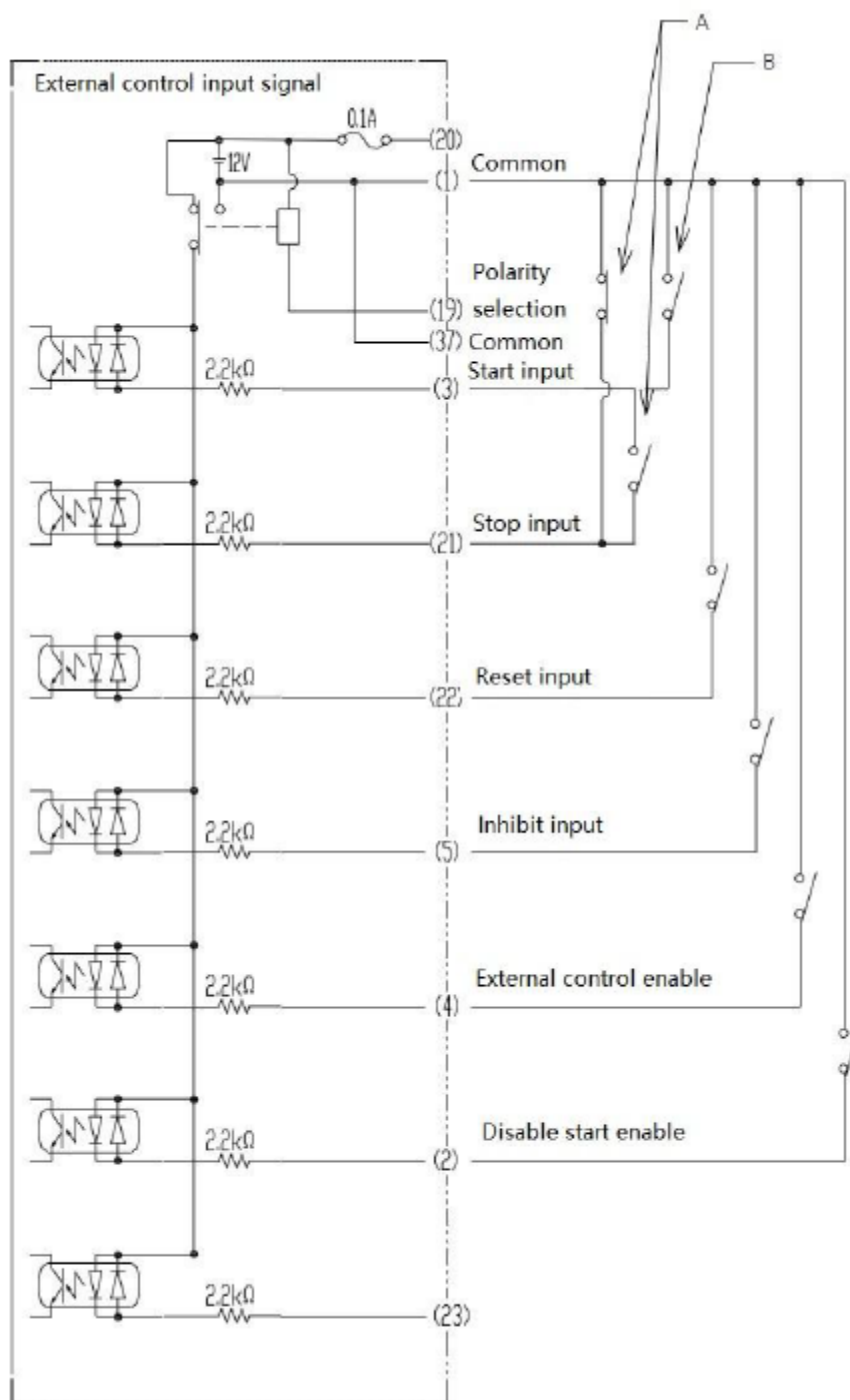 A
B
External control input signal
0.1A
(20)
12V
Common
(1)
Polarity
(19) selection
(37) Common
Start input
2.2kΩ
(3)
2.2kΩ
(21)
Stop input
2.2kΩ
(22)
Reset input
2.2kΩ
(5)
Inhibit input
2.2kΩ
(4)
External control enable
2.2kΩ
(2)
Disable start enable
2.2kΩ
(23)